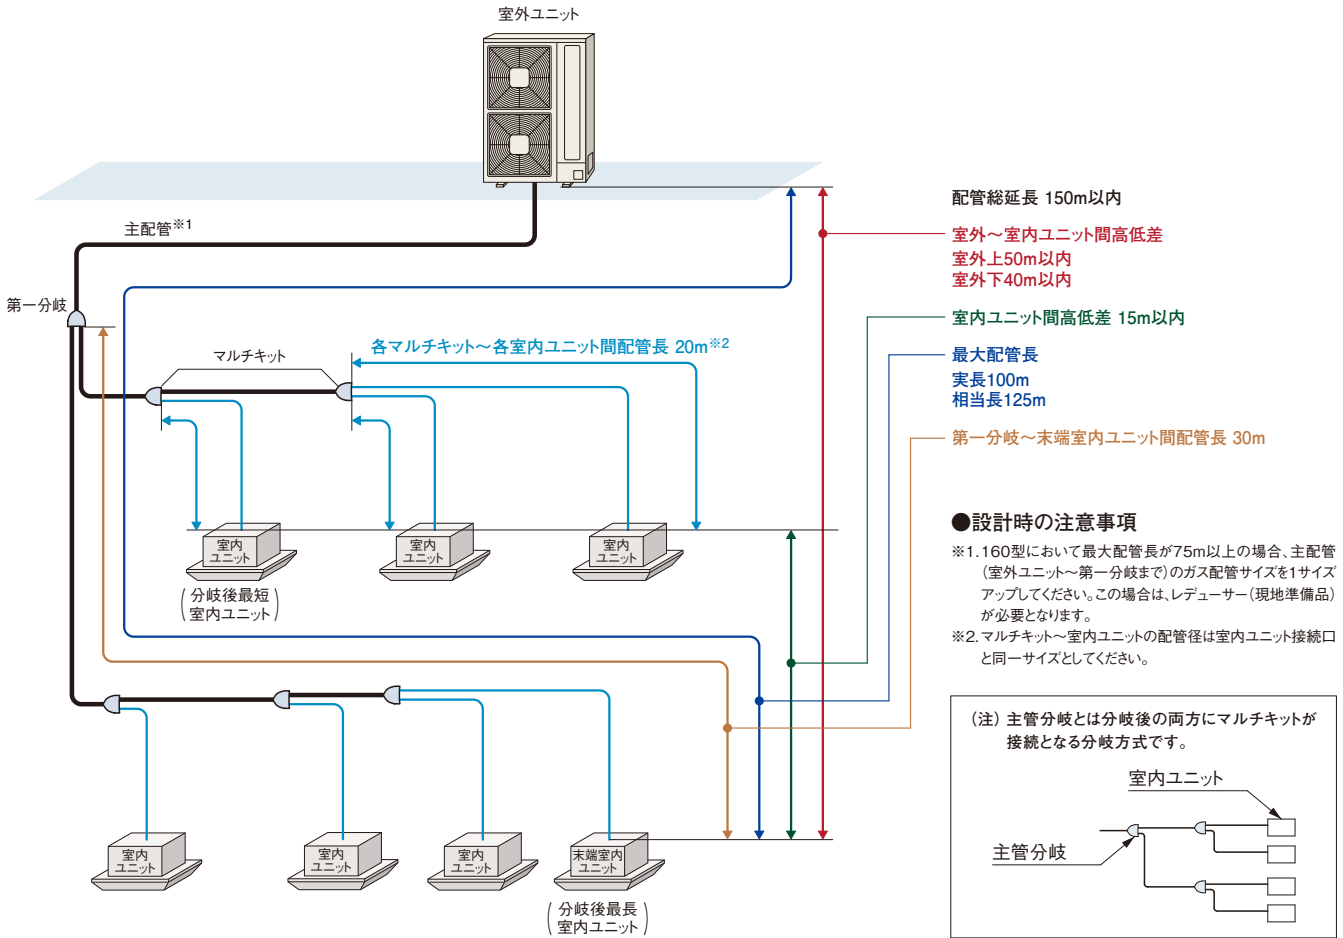 室外ユニット
主配管※1
第一分岐
マルチキット
各マルチキット～各室内ユニット間配管長 20m※2
室内
ユニット
室内
ユニット
室内
ユニット
(分岐後最短
室内ユニット)
室内
ユニット
室内
ユニット
室内
ユニット
末端室内
ユニット
(分岐後最長
室内ユニット)
配管総延長 150m以内
室外～室内ユニット間高低差
室外上50m以内
室外下40m以内
室内ユニット間高低差 15m以内
最大配管長
実長100m
相当長125m
第一分岐～末端室内ユニット間配管長 30m
●設計時の注意事項
※1.160型において最大配管長が75m以上の場合、主配管
(室外ユニット～第一分岐まで)のガス配管サイズを1サイズ
アップしてください。この場合は、レデューサー(現地準備品)
が必要となります。
※2.マルチキット～室内ユニットの配管径は室内ユニット接続口
と同一サイズとしてください。
(注) 主管分岐とは分岐後の両方にマルチキットが
接続となる分岐方式です。
室内ユニット
主管分岐